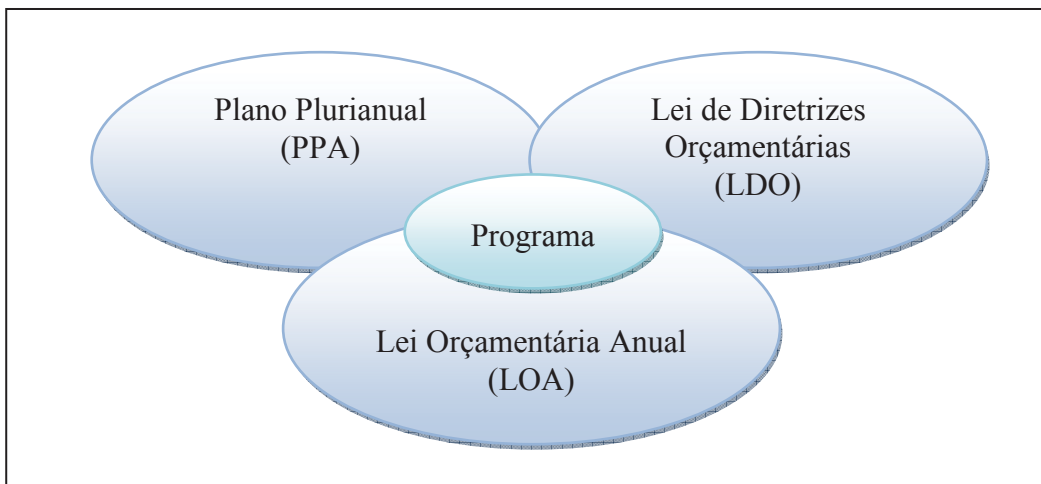 Plano Plurianual
(PPA)
Lei de Diretrizes
Orçamentárias
(LDO)
Programa
Lei Orçamentária Anual
(LOA)